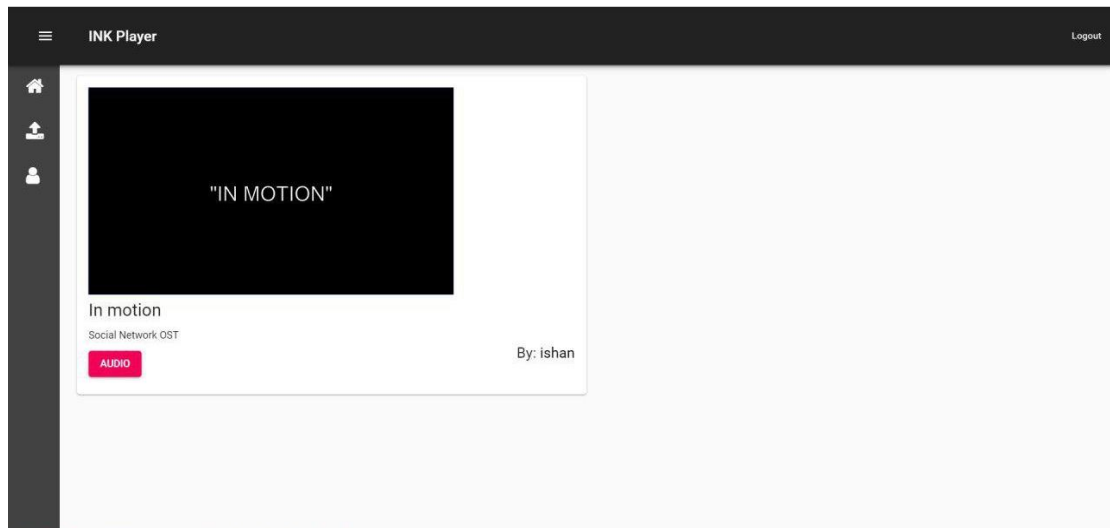 INK Player
Logout
"IN MOTION"
In motion
Social Network OST
AUDIO
By: ishan